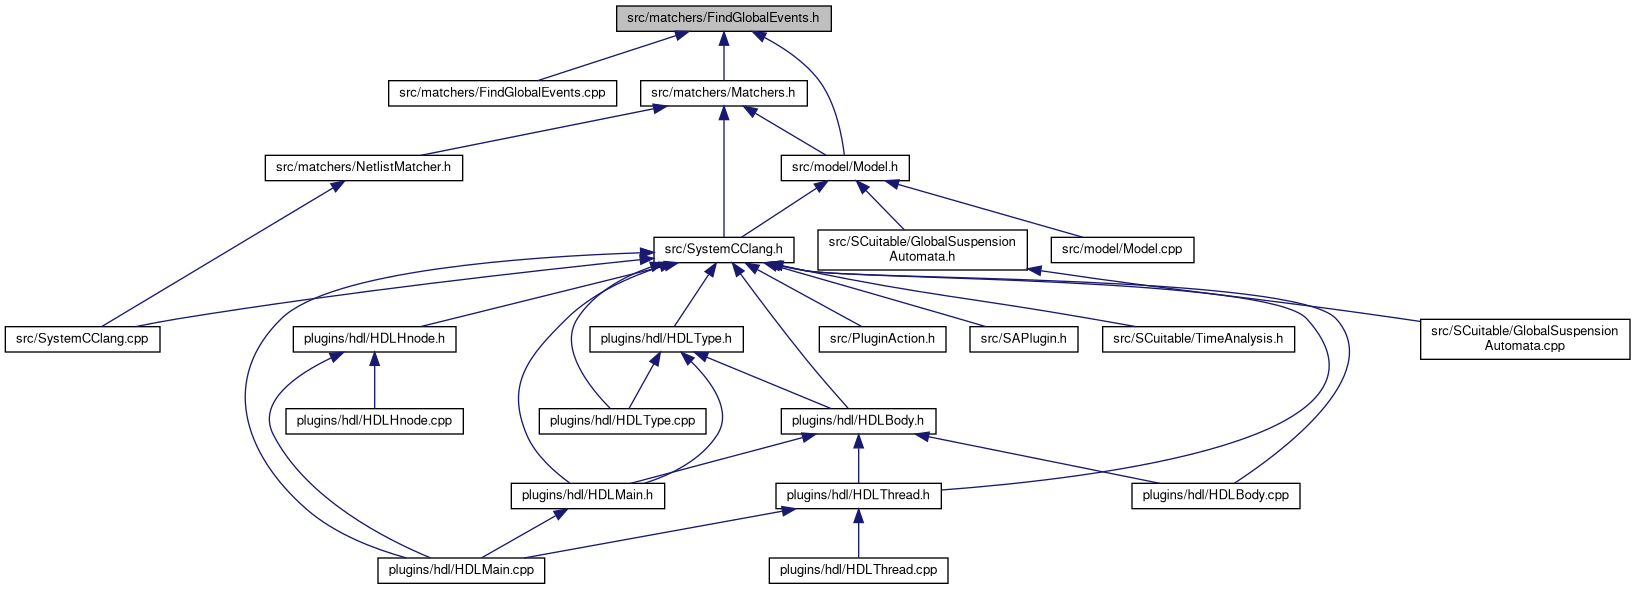 src/matchers/FindGlobalEvents.h
src/matchers/FindGlobalEvents.cpp
src/matchers/Matchers.h
src/matchers/NetlistMatcher.h
src/model/Model.h
src/SystemCClang.h
src/SCuitable/GlobalSuspension
Automata.h
src/model/Model.cpp
src/SystemCClang.cpp
plugins/hdl/HDLHnode.h
plugins/hdl/HDLType.h
src/PluginAction.h
src/SAPlugin.h
src/SCuitable/TimeAnalysis.h
src/SCuitable/GlobalSuspension
Automata.cpp
plugins/hdl/HDLHnode.cpp
plugins/hdl/HDLType.cpp
plugins/hdl/HDLBody.h
plugins/hdl/HDLMain.h
plugins/hdl/HDLThread.h
plugins/hdl/HDLBody.cpp
plugins/hdl/HDLMain.cpp
plugins/hdl/HDLThread.cpp